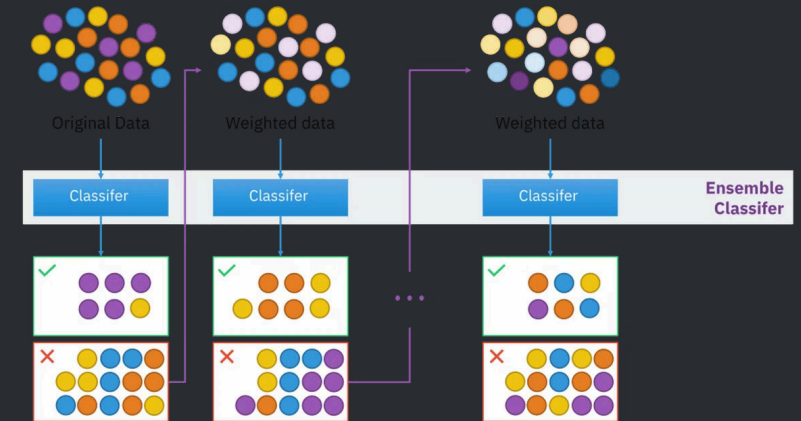 Original Data
Weighted data
Weighted data
Classifer
Classifer
Classifer
Ensemble
Classifer